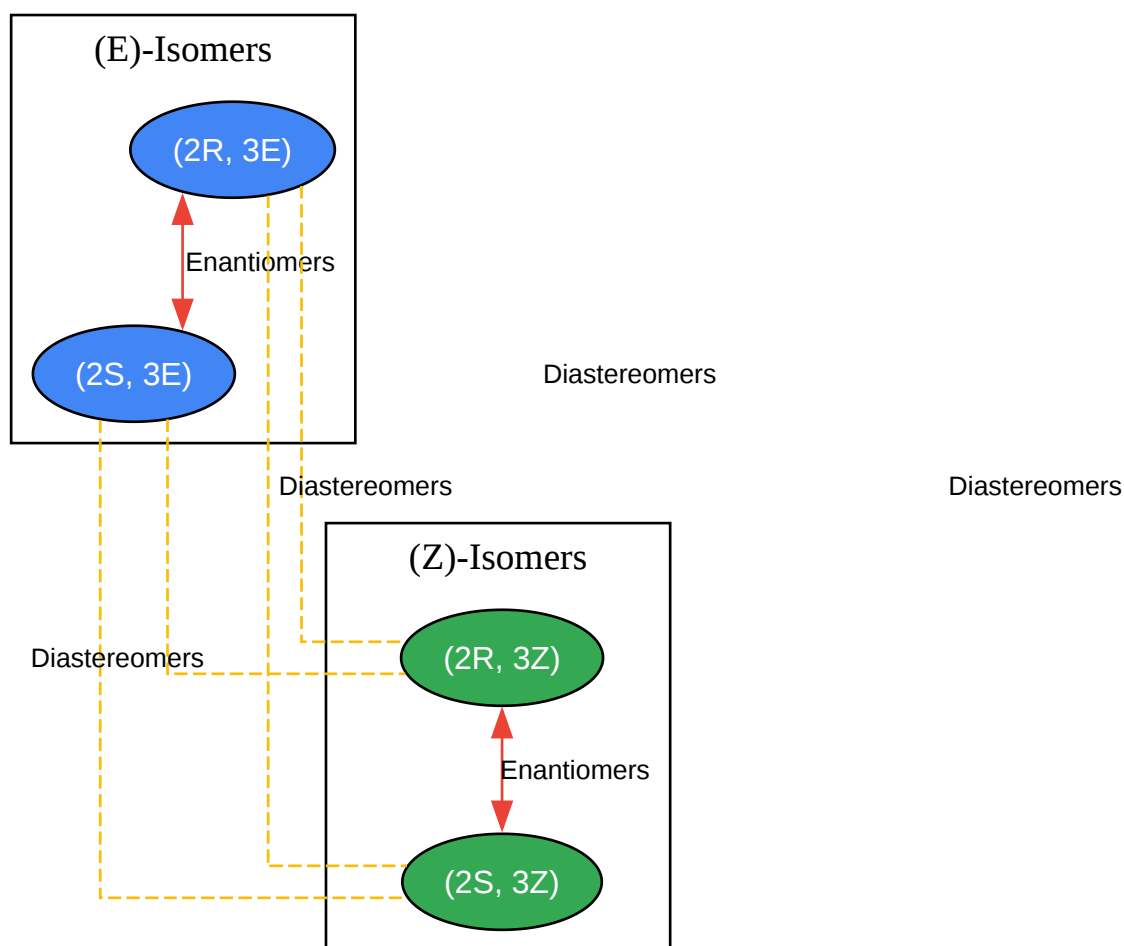 (E)-Isomers
(2R, 3E)
Enantiomers
(2S, 3E)
Diastereomers
Diastereomers
Diastereomers
(Z)-Isomers
(2R, 3Z)
Diastereomers
Enantiomers
(2S, 3Z)